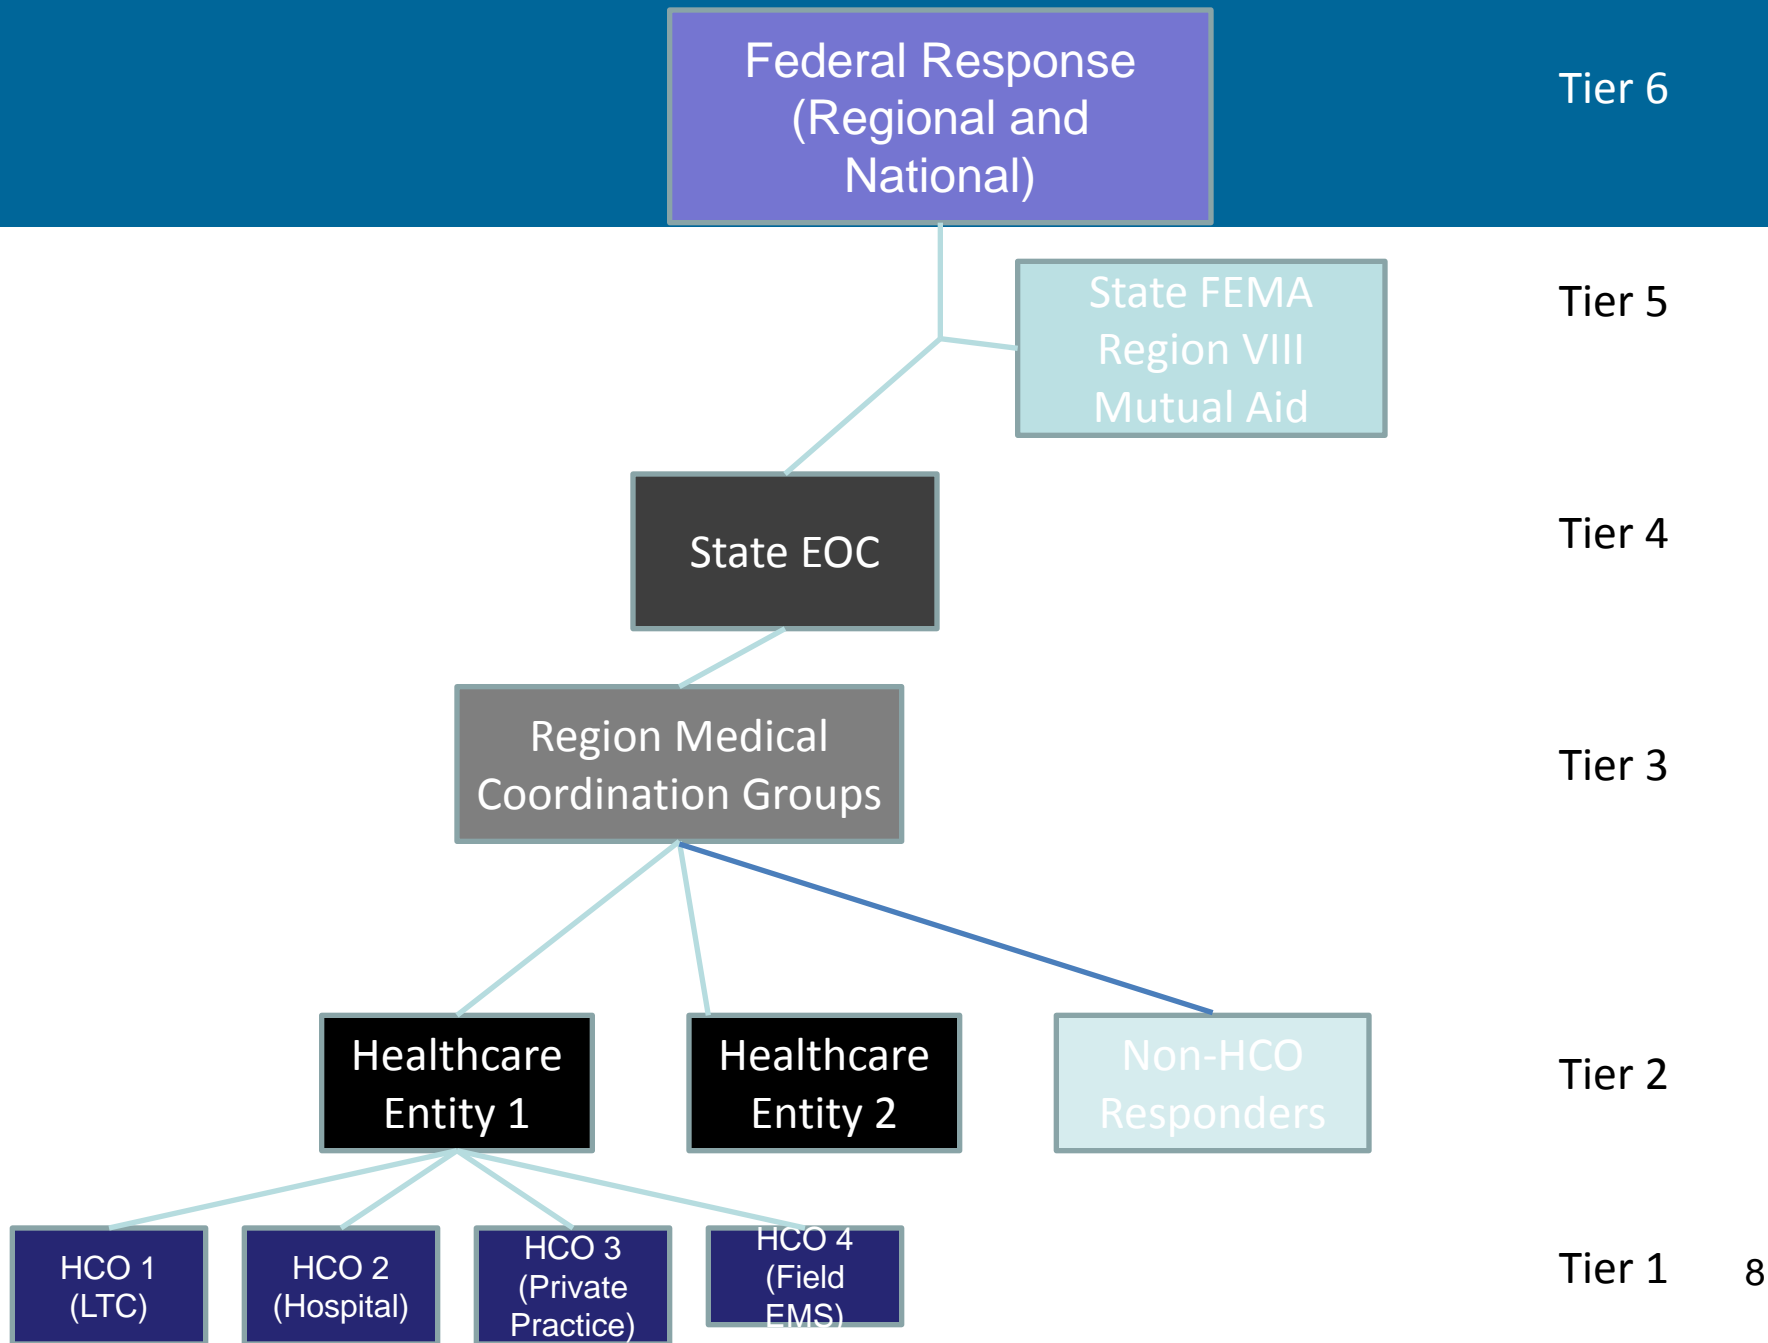 Federal Response
(Regional and
National)
Tier 6
State FEMA
Region VIII
Mutual Aid
Tier 5
State EOC
Tier 4
Region Medical
Coordination Groups
Tier 3
Healthcare
Entity 1
Healthcare
Entity 2
Non-HCO
Responders
Tier 2
HCO 1
(LTC)
HCO 2
(Hospital)
HCO 3
(Private
Practice)
HCO 4
(Field
EMS)
Tier 1
8